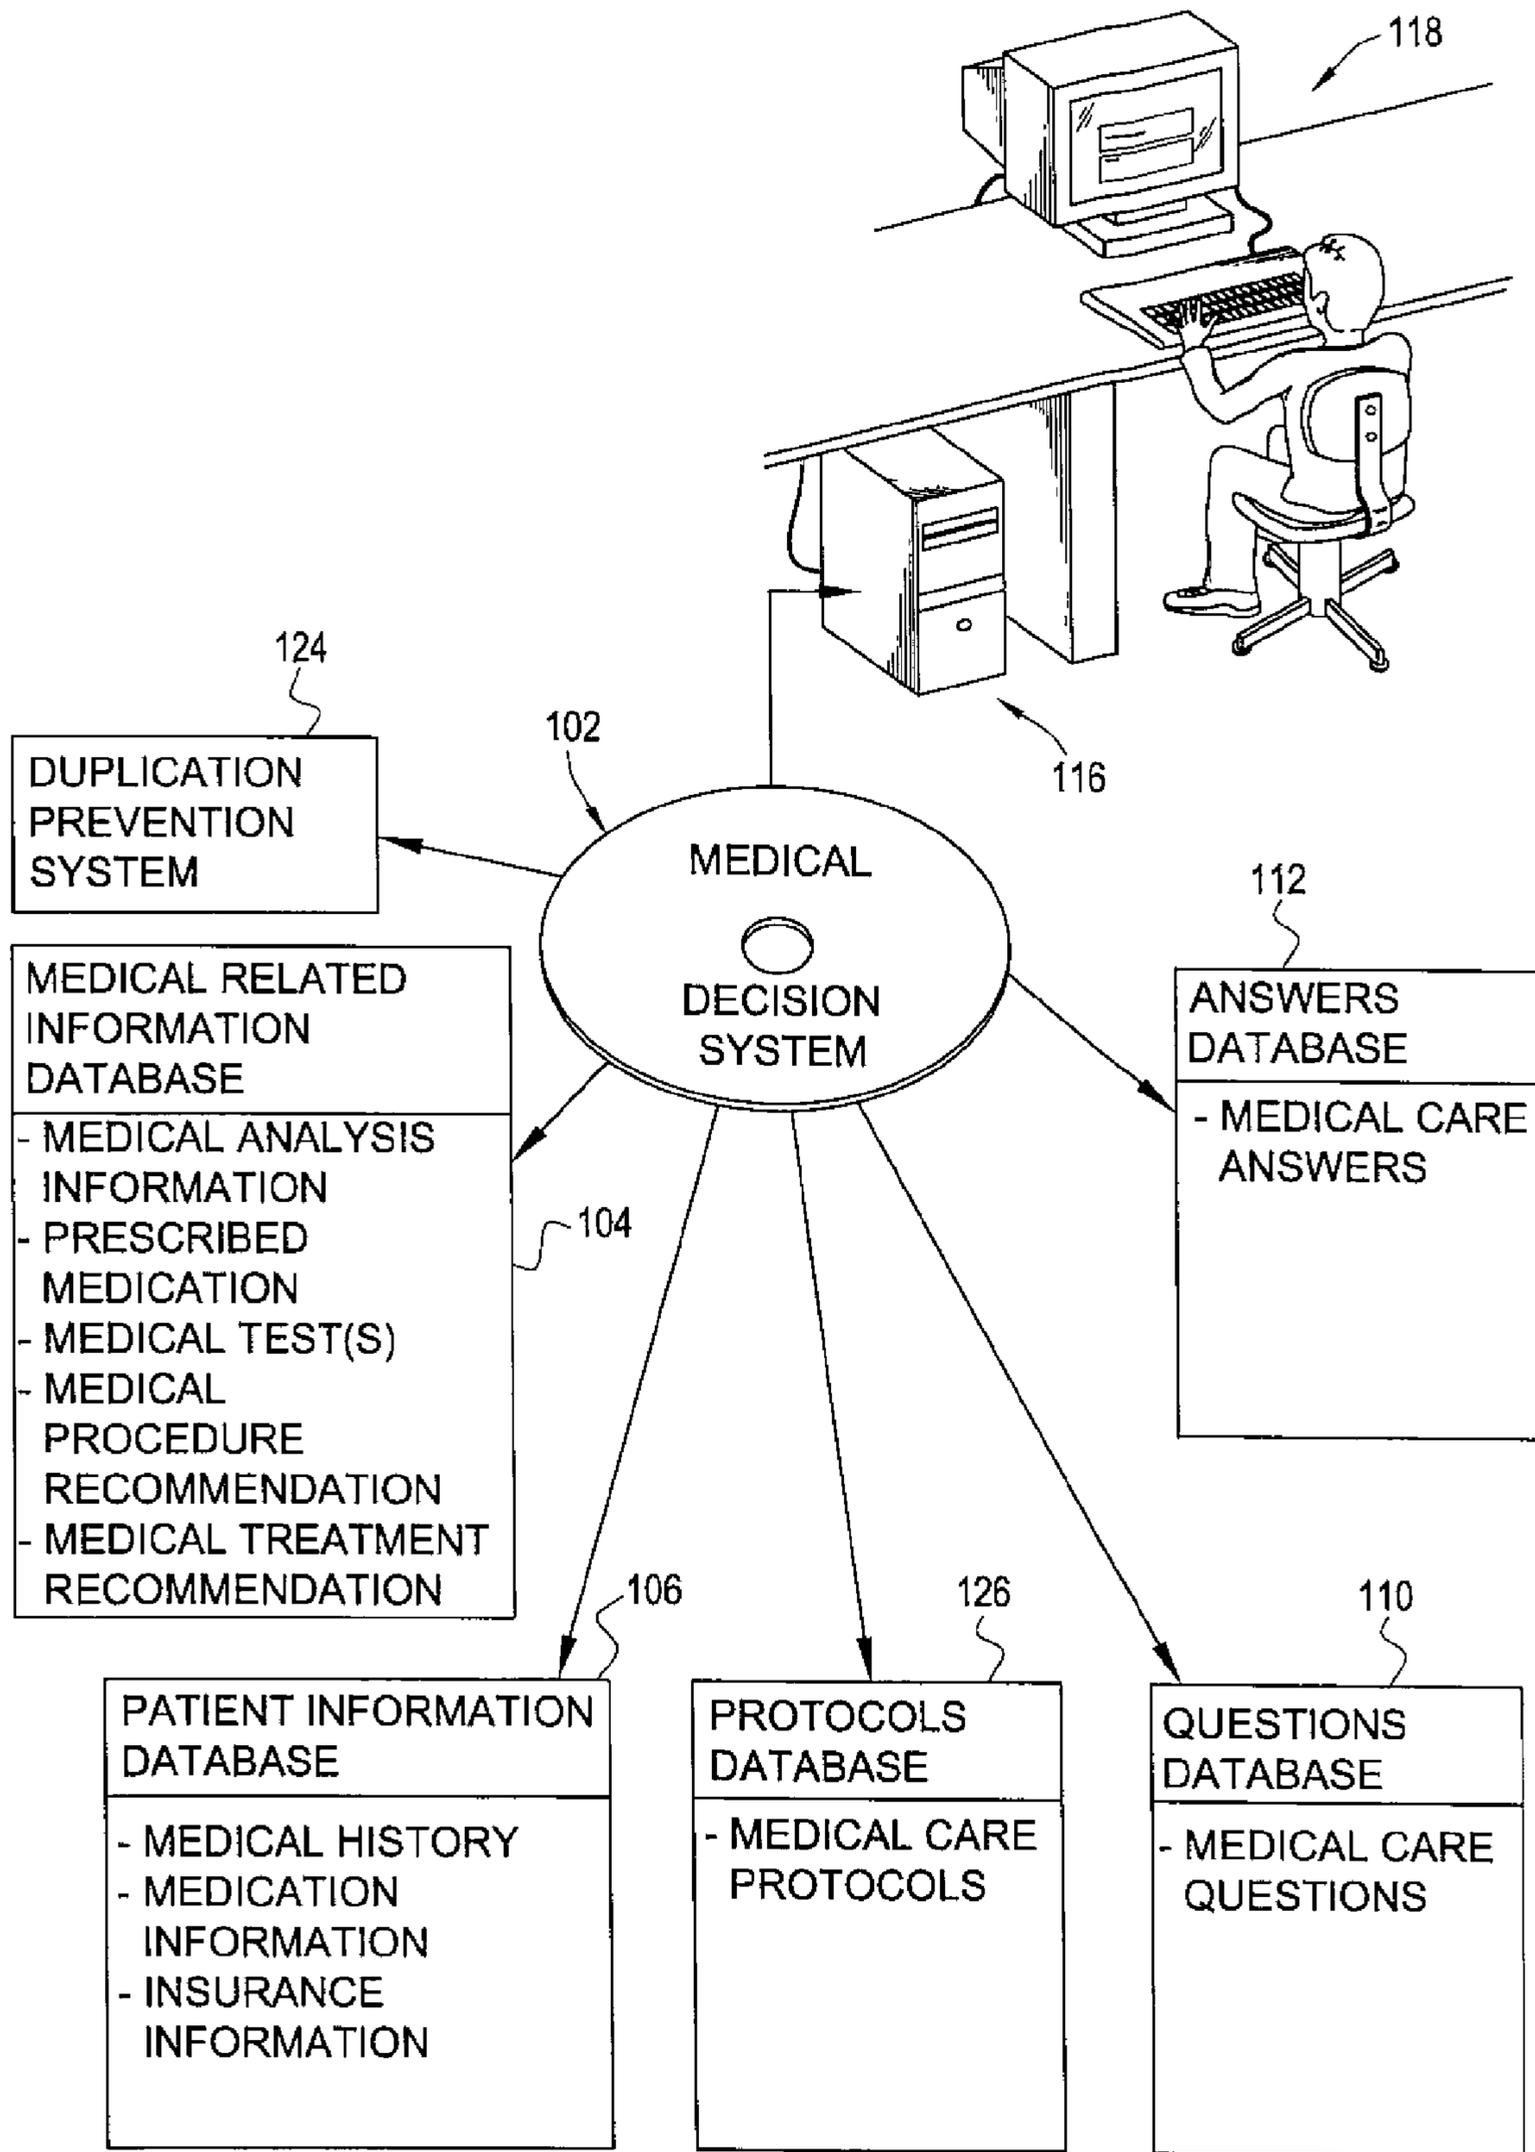 118
116
124
DUPLICATION
PREVENTION
SYSTEM
102
MEDICAL
DECISION
SYSTEM
112
ANSWERS
DATABASE
- MEDICAL CARE
ANSWERS
MEDICAL RELATED
INFORMATION
DATABASE
- MEDICAL ANALYSIS
INFORMATION
- PRESCRIBED
MEDICATION
- MEDICAL TEST(S)
- MEDICAL
PROCEDURE
RECOMMENDATION
- MEDICAL TREATMENT
RECOMMENDATION
104
106
PATIENT INFORMATION
DATABASE
- MEDICAL HISTORY
- MEDICATION
INFORMATION
- INSURANCE
INFORMATION
126
PROTOCOLS
DATABASE
- MEDICAL CARE
PROTOCOLS
110
QUESTIONS
DATABASE
- MEDICAL CARE
QUESTIONS